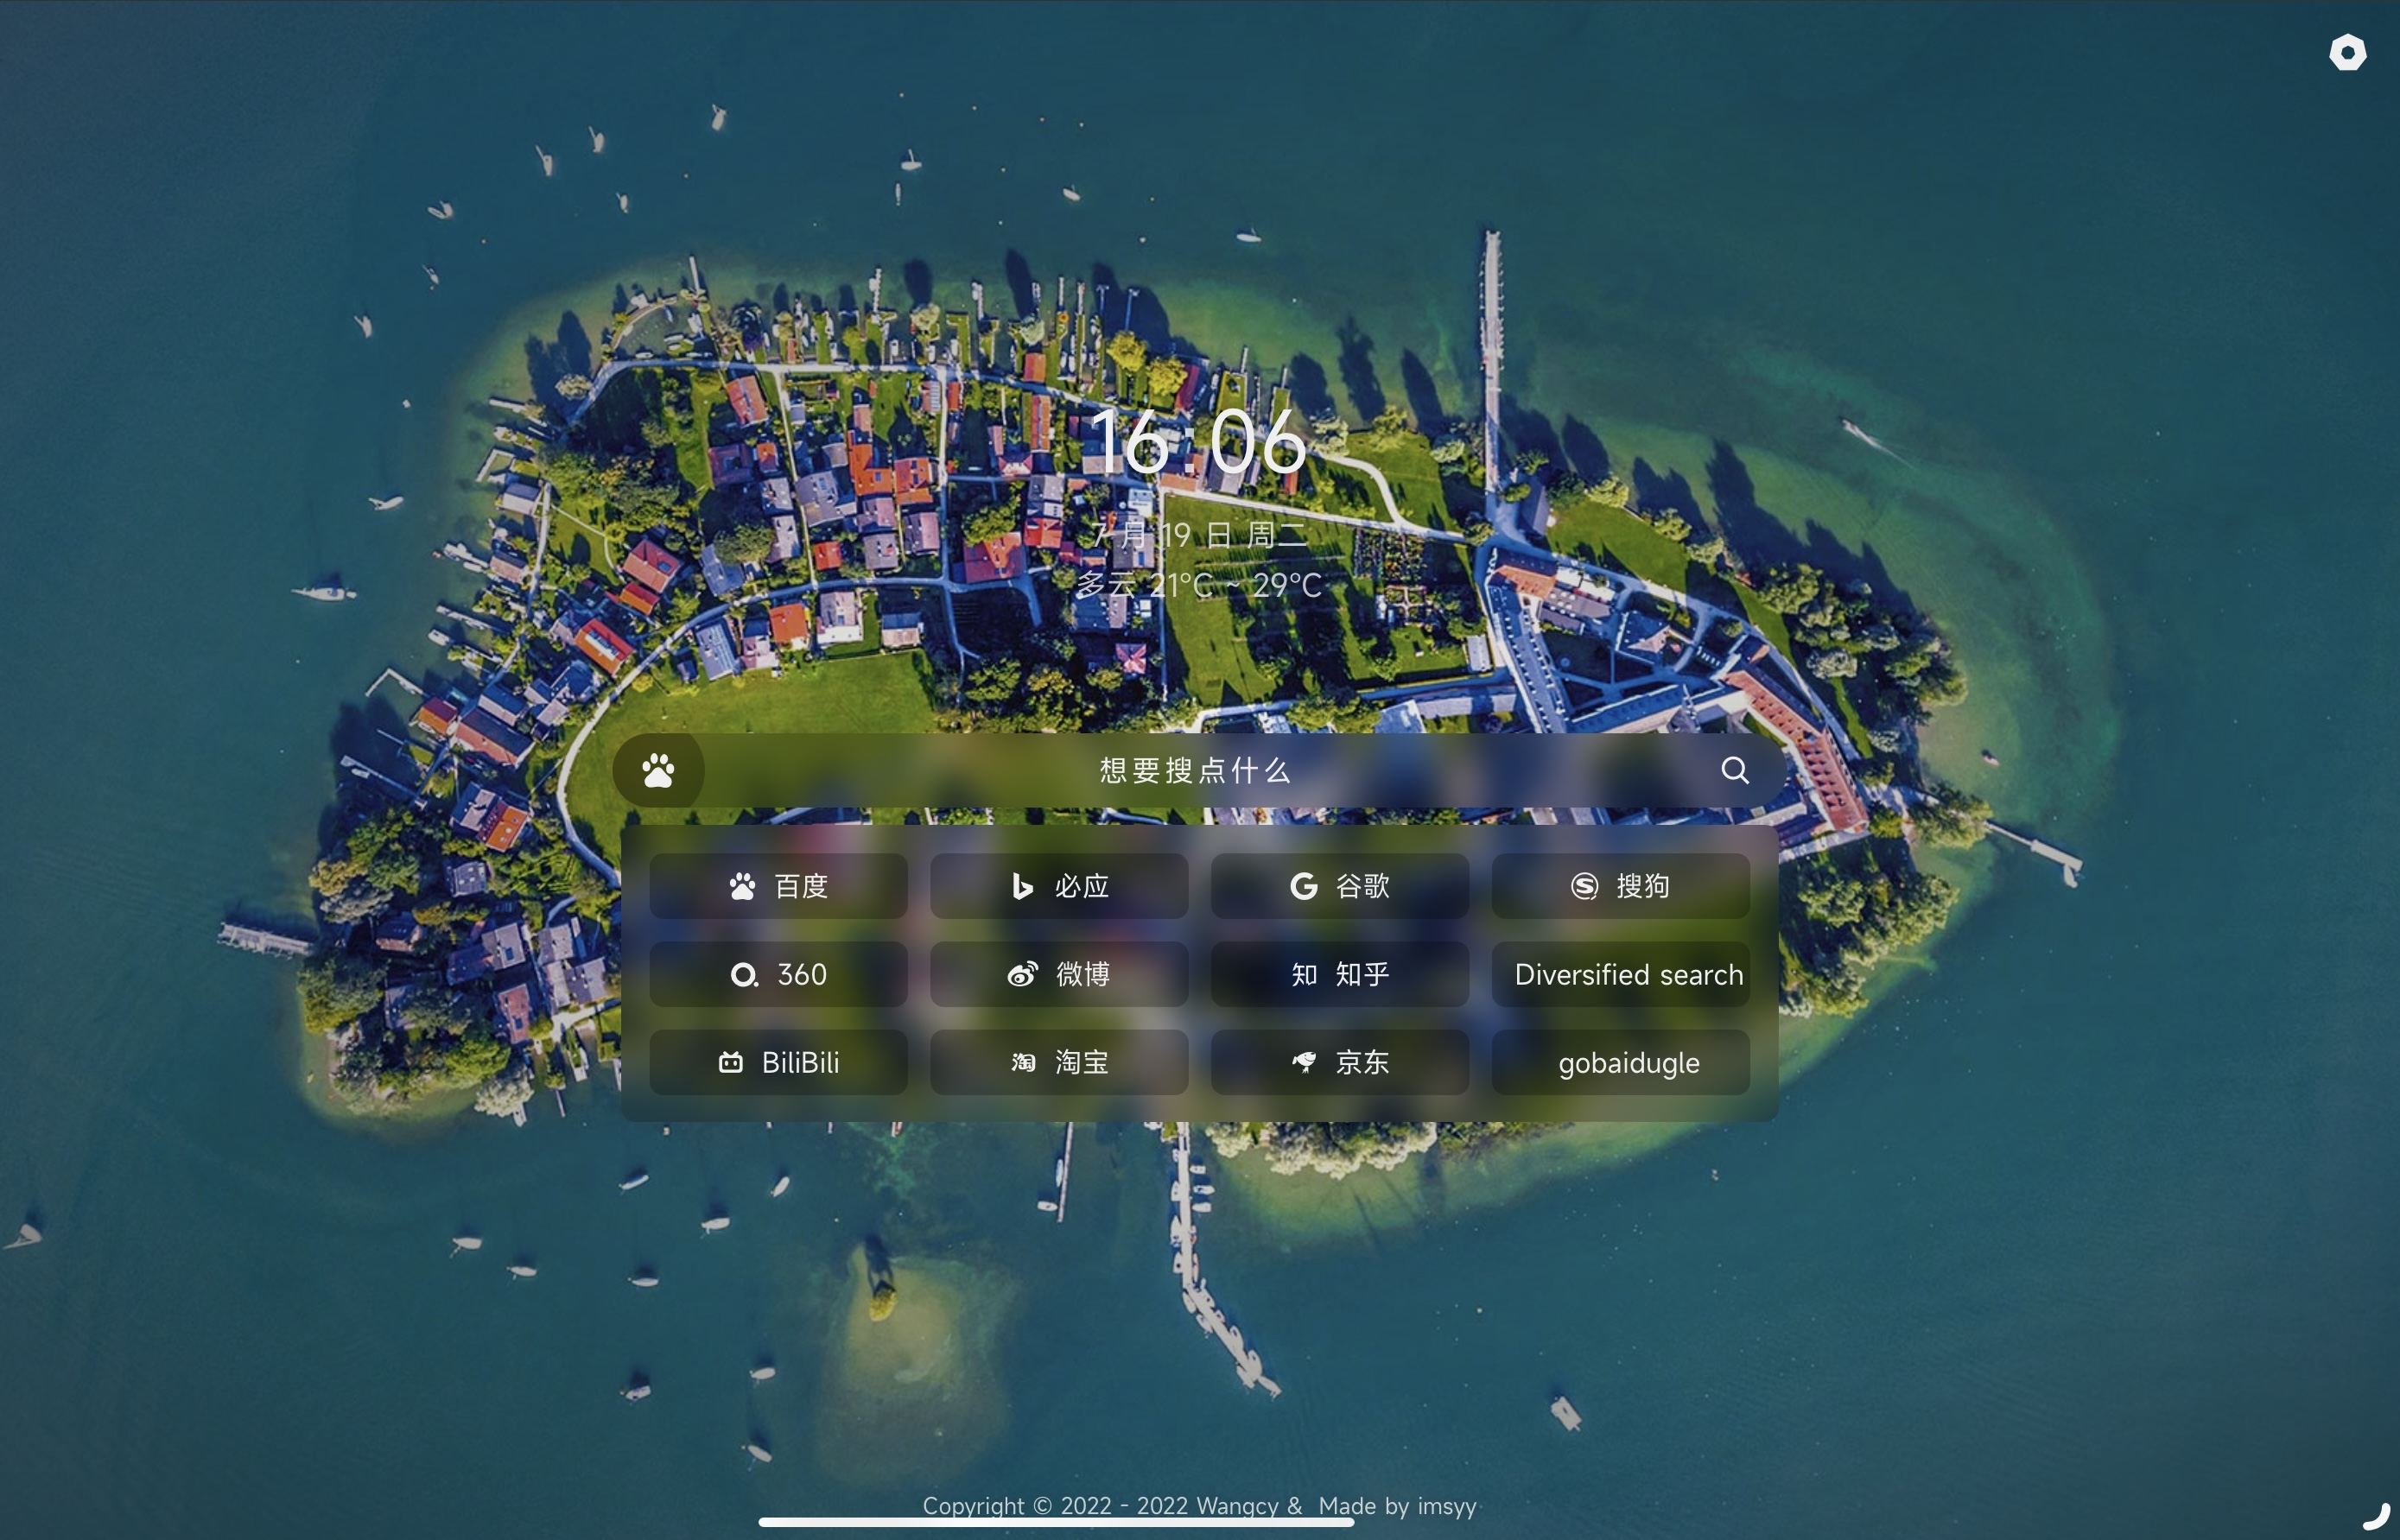 16:06
7 月 19 日 周二
多云 21°C ~ 29°C
想要搜点什么
百度
必应
谷歌
搜狗
360
微博
知 知乎
Diversified search
BiliBili
淘 淘宝
京东
gobaidugle
Copyright © 2022 - 2022 Wangcy & Made by imsyy